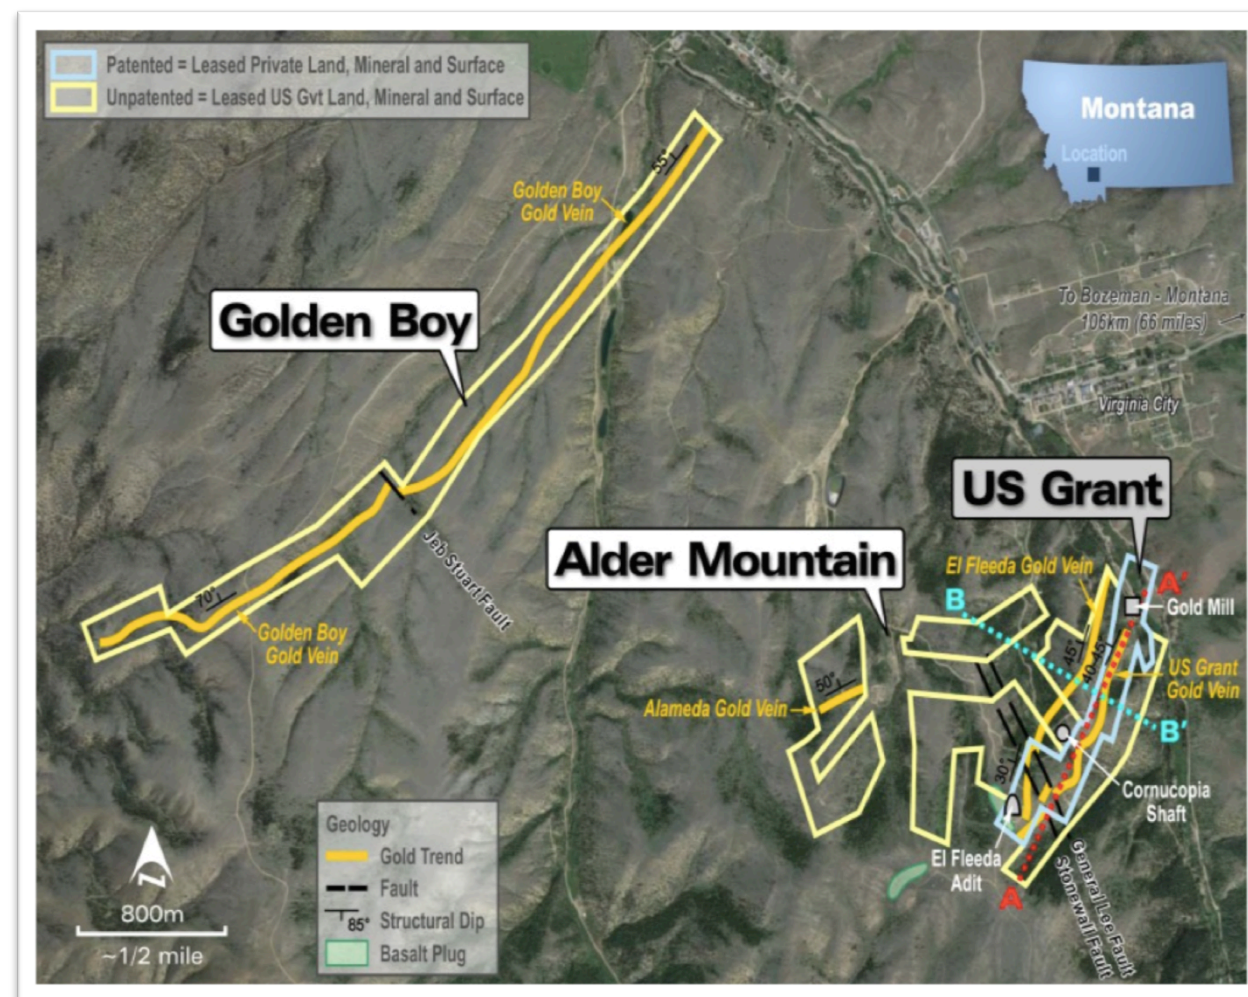 Patented = Leased Private Land, Mineral and Surface
Unpatented = Leased US Gvt Land, Mineral and Surface
Montana
Location
55°
Golden Boy
Gold Vein
To Bozeman - Montana
106km (66 miles)
Golden Boy
Virginia City
US Grant
Jeb Stuart Fault
Alder Mountain
El Fleeda Gold Vein
A'
B
Gold Mill
70°
Golden Boy
Gold Vein
45°
40-45°
US Grant
Gold Vein
50°
Alameda Gold Vein
B'
30°
Cornucopia
Shaft
El Fleeda
Adit
A
General Lee Fault
Stonewall Fault
Geology
Gold Trend
Fault
85°
Structural Dip
Basalt Plug
N
800m
~1/2 mile